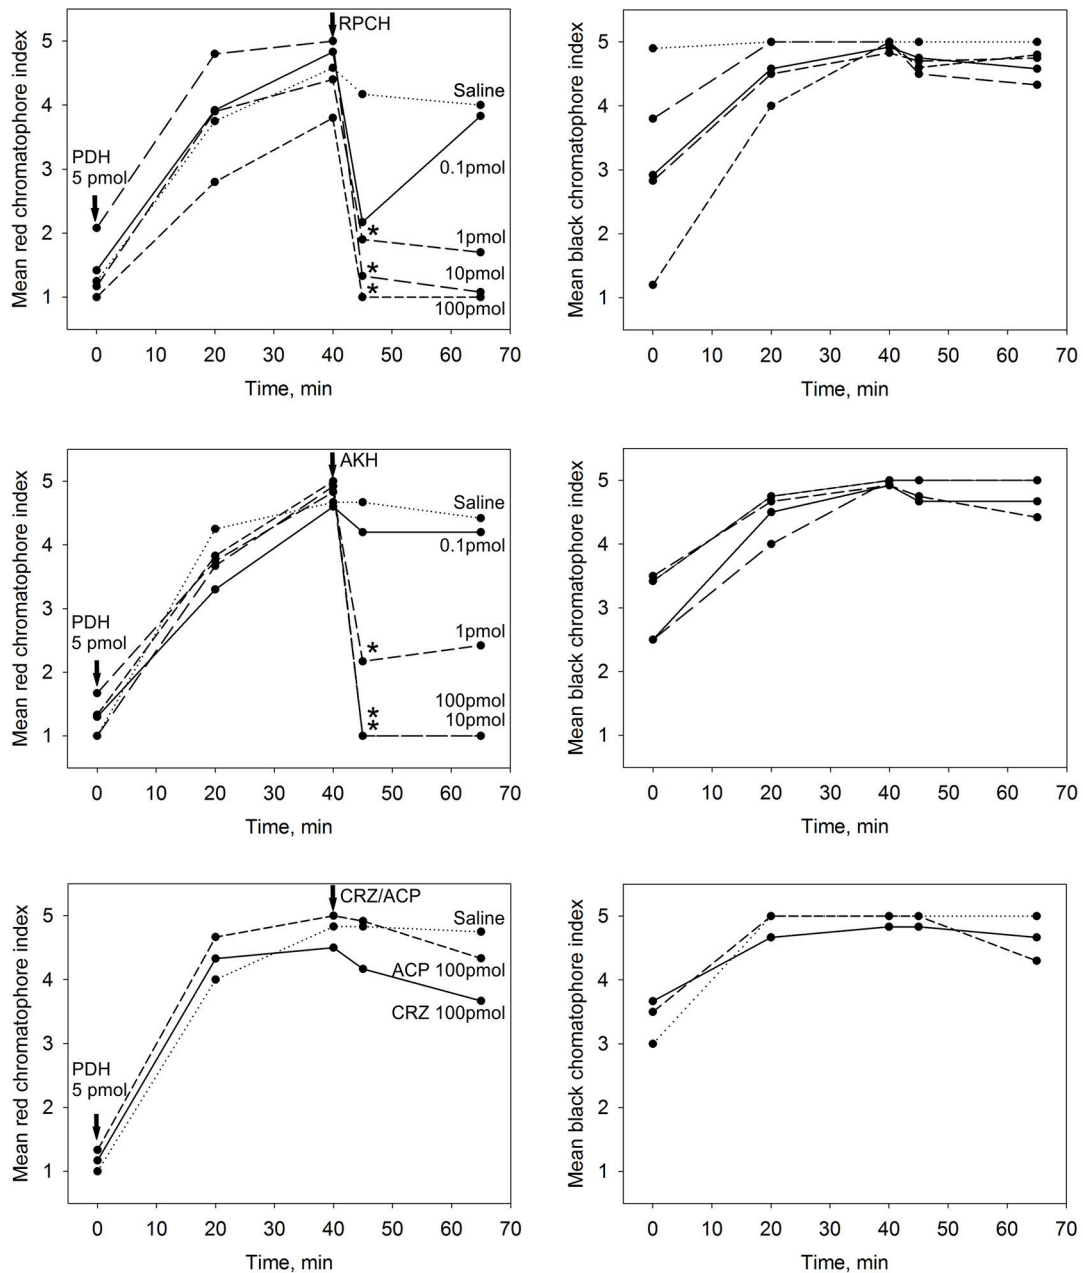 Mean red chromatophore index
5
4
3
2
1
RPCH
Saline
0.1pmol
PDH
5 pmol
*
1pmol
*
10pmol
*
100pmol
0 10 20 30 40 50 60 70
Time, min
Mean black chromatophore index
5
4
3
2
1
0 10 20 30 40 50 60 70
Time, min
Mean red chromatophore index
5
4
3
2
1
AKH
Saline
0.1pmol
PDH
5 pmol
1pmol
*
100pmol
*
10pmol
*
0 10 20 30 40 50 60 70
Time, min
Mean black chromatophore index
5
4
3
2
1
0 10 20 30 40 50 60 70
Time, min
Mean red chromatophore index
5
4
3
2
1
CRZ/ACP
Saline
ACP 100pmol
CRZ 100pmol
PDH
5 pmol
0 10 20 30 40 50 60 70
Time, min
Mean black chomatophore index
5
4
3
2
1
0 10 20 30 40 50 60 70
Time, min